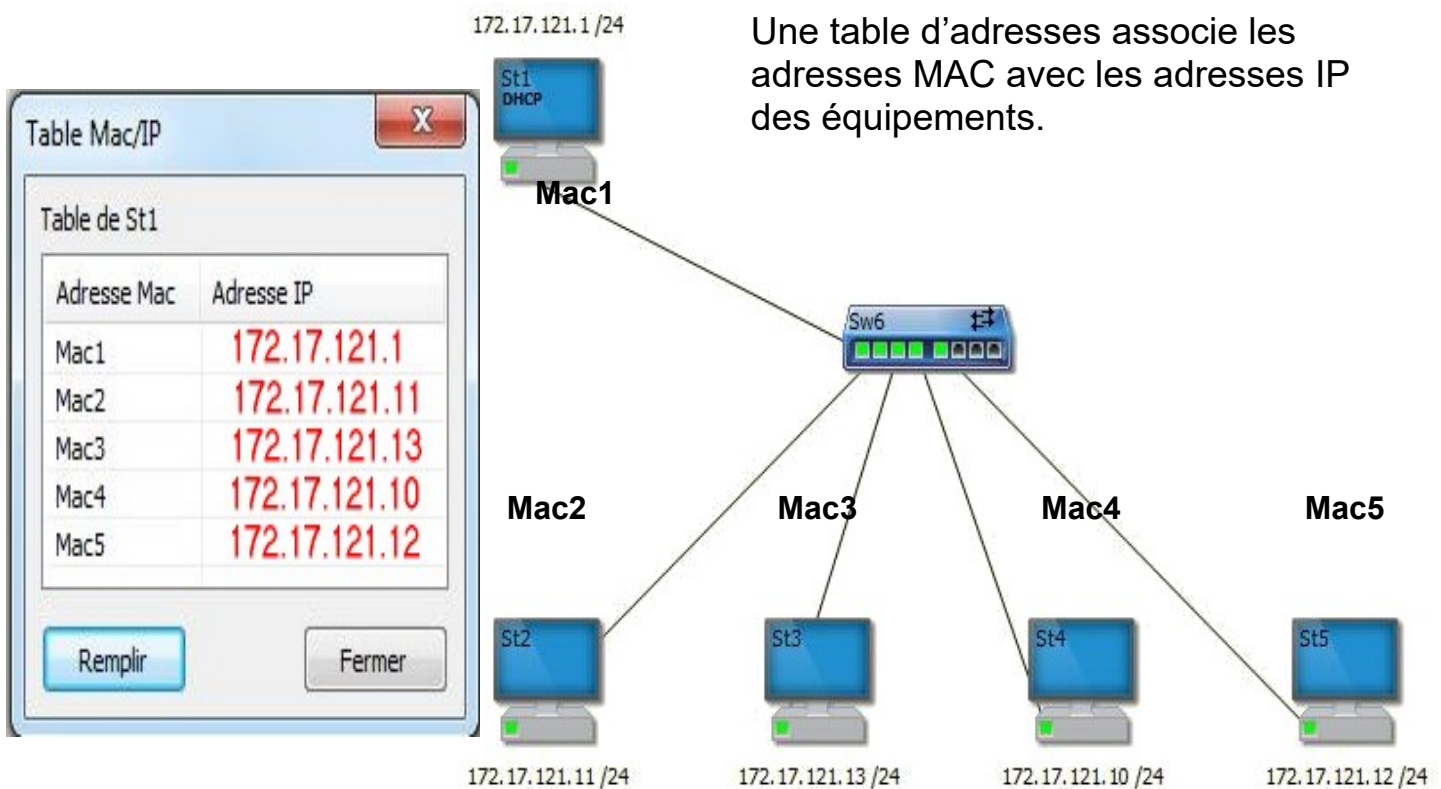 172.17.121.1 /24
Une table d’adresses associe les
adresses MAC avec les adresses IP
des équipements.
St1
DHCP
Mac1
Table Mac/IP
Table de St1
Adresse Mac Adresse IP
Mac1 172.17.121.1
Mac2 172.17.121.11
Mac3 172.17.121.13
Mac4 172.17.121.10
Mac5 172.17.121.12
Remplir Fermer
Sw6
Mac2 Mac3 Mac4 Mac5
St2 St3 St4 St5
172.17.121.11 /24 172.17.121.13 /24 172.17.121.10 /24 172.17.121.12 /24